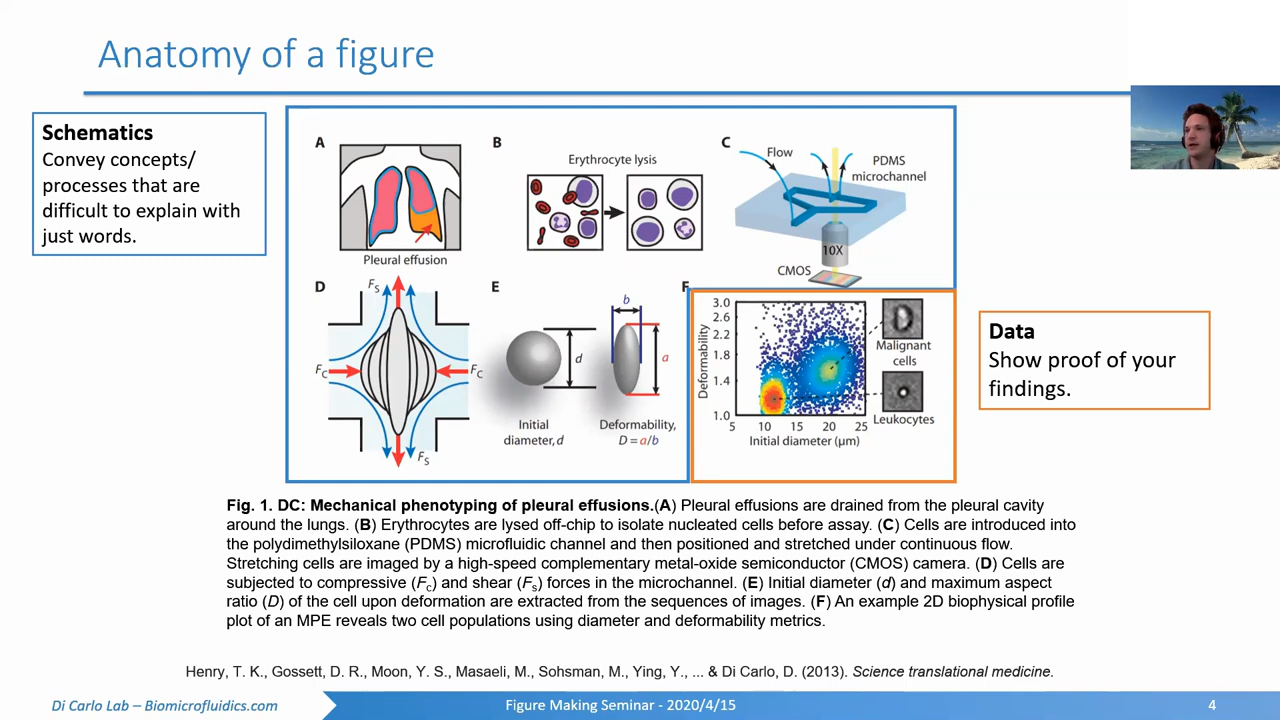 Anatomy of a figure
Schematics
Convey concepts/
processes that are
difficult to explain with
just words.
A
Pleural effusion
B
Erythrocyte lysis
C
Flow
PDMS
microchannel
10X
CMOS
D
Fs
Fc
Fc
Fs
E
d
b
a
Initial
diameter, d
Deformability,
D = a/b
F
Deformability
3.0
2.6
2.2
1.8
1.4
1.0
5 10 15 20 25
Initial diameter (μm)
Malignant
cells
Leukocytes
Data
Show proof of your
findings.
Fig. 1. DC: Mechanical phenotyping of pleural effusions.(A) Pleural effusions are drained from the pleural cavity
around the lungs. (B) Erythrocytes are lysed off-chip to isolate nucleated cells before assay. (C) Cells are introduced into
the polydimethylsiloxane (PDMS) microfluidic channel and then positioned and stretched under continuous flow.
Stretching cells are imaged by a high-speed complementary metal-oxide semiconductor (CMOS) camera. (D) Cells are
subjected to compressive (Fc) and shear (Fs) forces in the microchannel. (E) Initial diameter (d) and maximum aspect
ratio (D) of the cell upon deformation are extracted from the sequences of images. (F) An example 2D biophysical profile
plot of an MPE reveals two cell populations using diameter and deformability metrics.
Henry, T. K., Gossett, D. R., Moon, Y. S., Masaeli, M., Sohsman, M., Ying, Y., ... & Di Carlo, D. (2013). Science translational medicine.
Di Carlo Lab – Biomicrofluidics.com
Figure Making Seminar - 2020/4/15
4